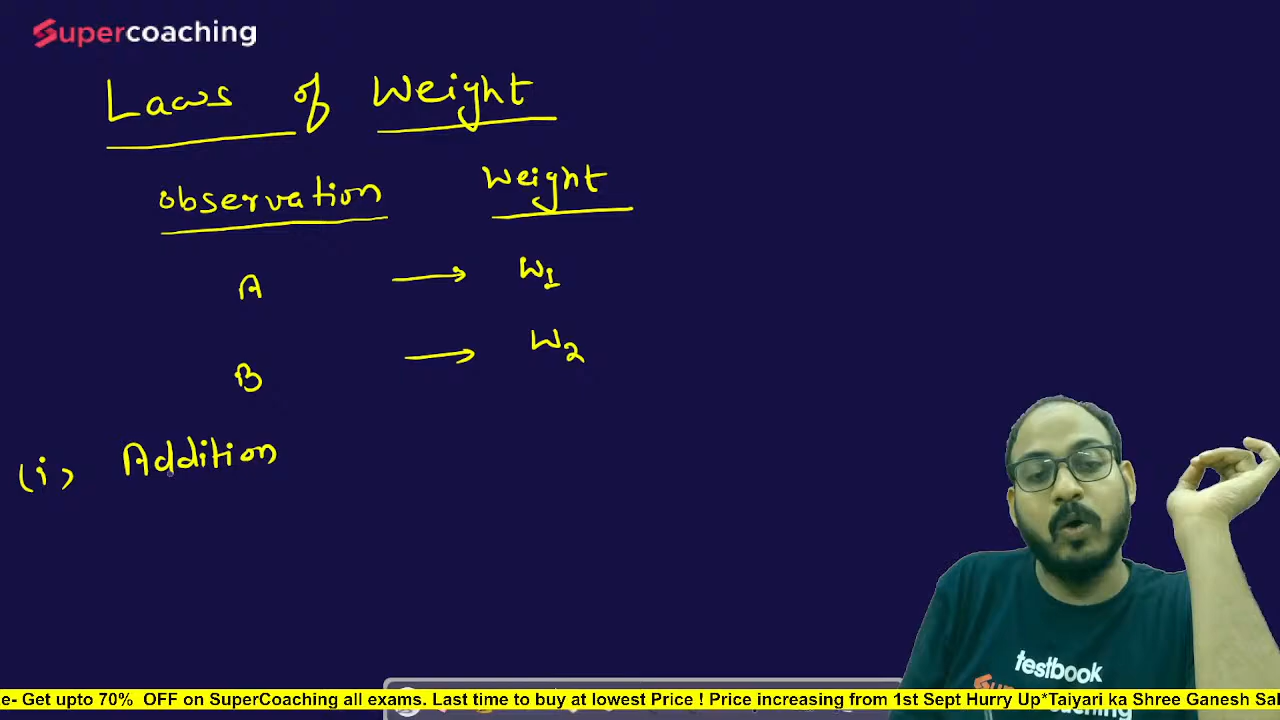 Supercoaching
Laws of Weight
Observation Weight
A → W1
B → W2
(i) Addition
testbook
e- Get upto 70% OFF on SuperCoaching all exams. Last time to buy at lowest Price ! Price increasing from 1st Sept Hurry Up*Taiyari ka Shree Ganesh Sal